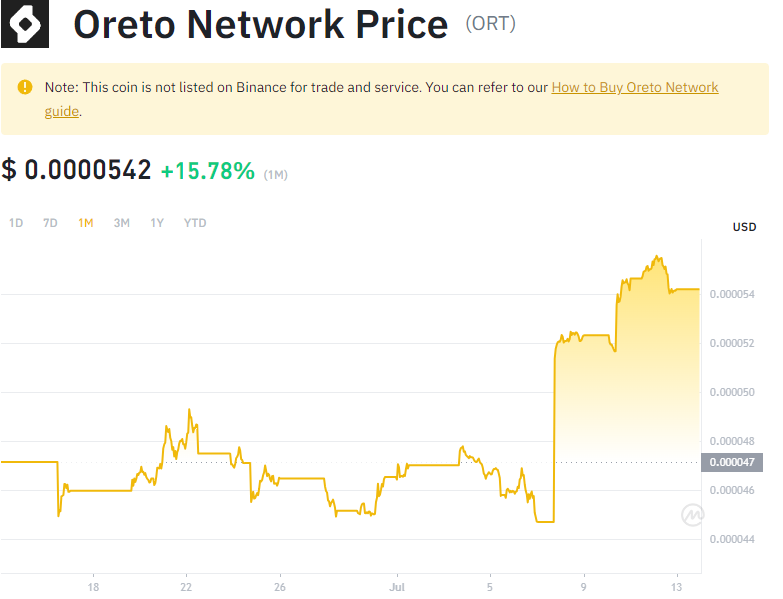 Oreto Network Price (ORT)
Note: This coin is not listed on Binance for trade and service. You can refer to our How to Buy Oreto Network
guide.
$ 0.0000542 +15.78% (1M)
1D 7D 1M 3M 1Y YTD
USD
0.000054
0.000052
0.000050
0.000048
0.000047
0.000046
0.000044
18 22 26 Jul 5 9 13